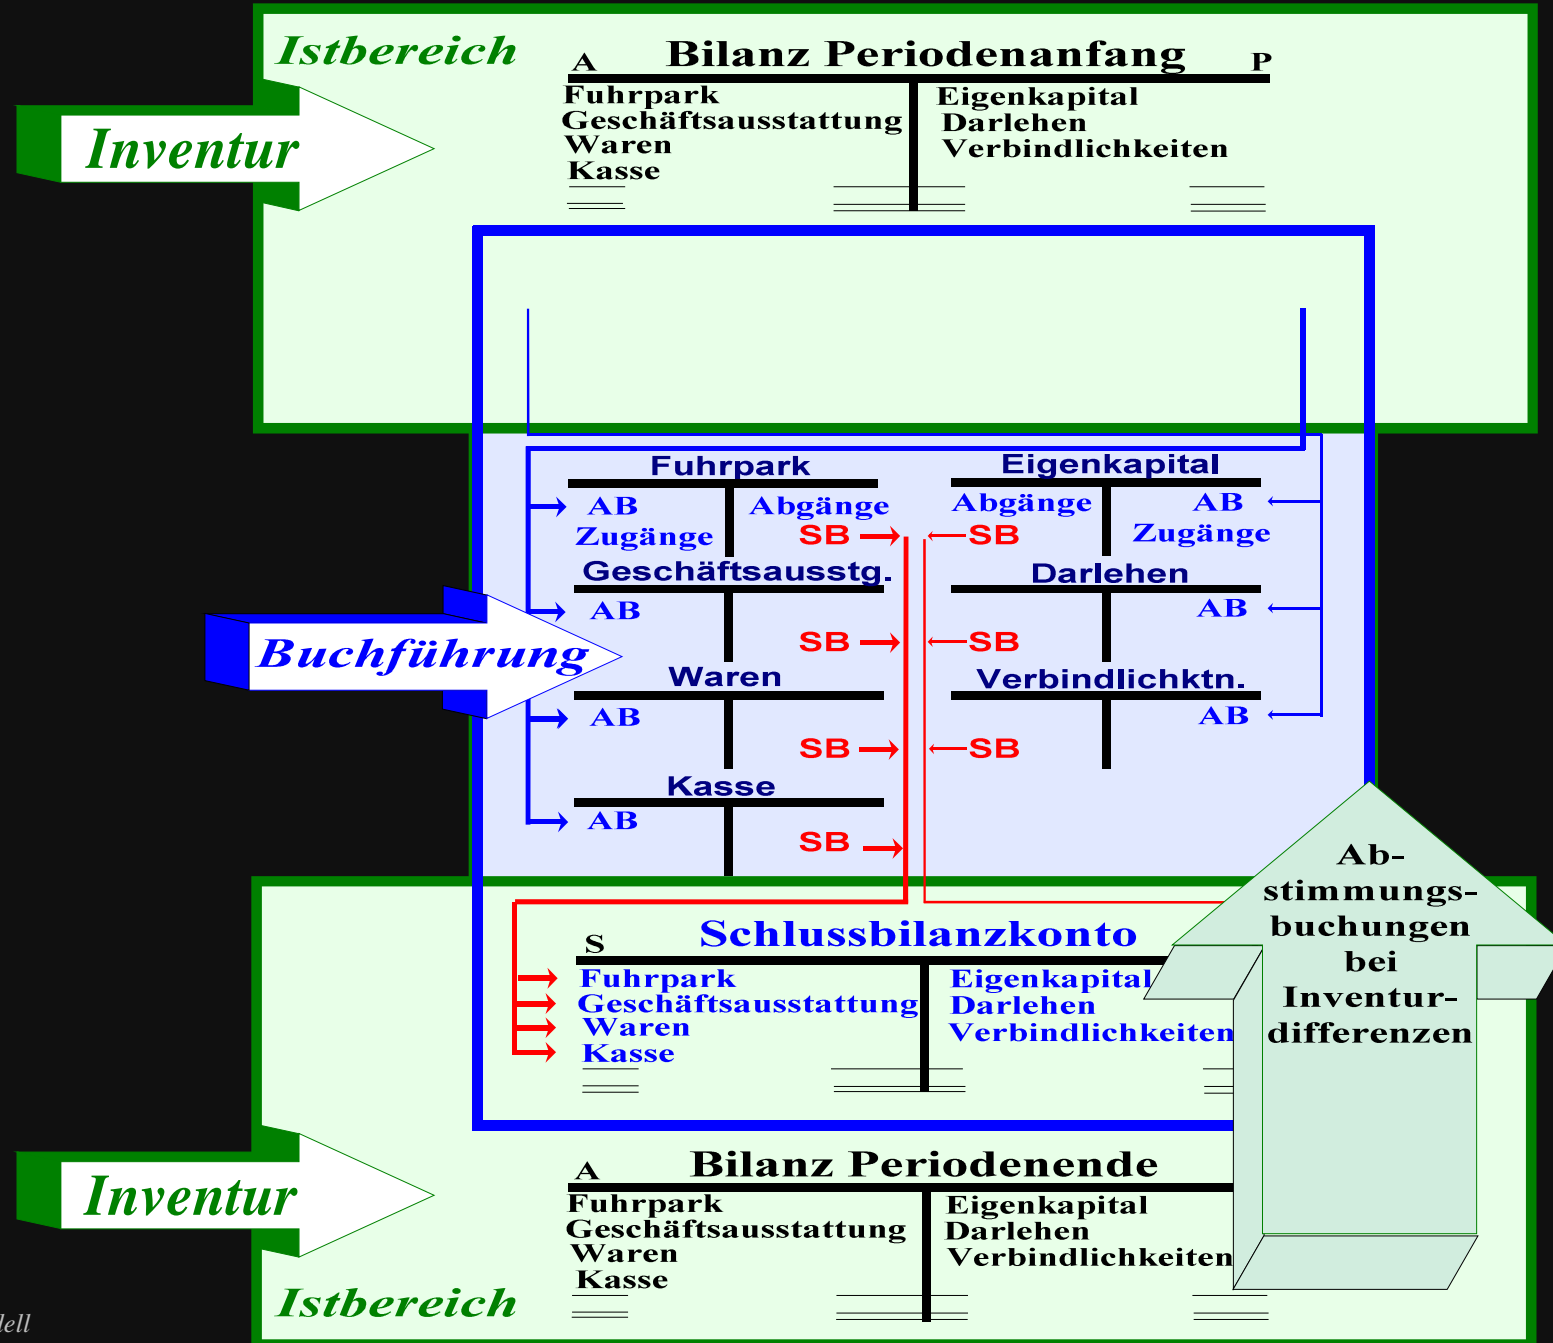 Istbereich
A Bilanz Periodenanfang P
Fuhrpark Eigenkapital
Geschäftsausstattung Darlehen
Waren Verbindlichkeiten
Kasse
Inventur
Fuhrpark Eigenkapital
AB Abgänge Abgänge AB
Zugänge SB SB Zugänge
Geschäftsausstg. Darlehen
AB AB
SB SB
Buchführung
Waren Verbindlichktn.
AB AB
SB SB
Kasse
AB
SB
Ab-
stimmungs-
buchungen
bei
Inventur-
differenzen
S Schlussbilanzkonto
Fuhrpark Eigenkapital
Geschäftsausstattung Darlehen
Waren Verbindlichkeiten
Kasse
Inventur
A Bilanz Periodenende
Fuhrpark Eigenkapital
Geschäftsausstattung Darlehen
Waren Verbindlichkeiten
Kasse
Istbereich